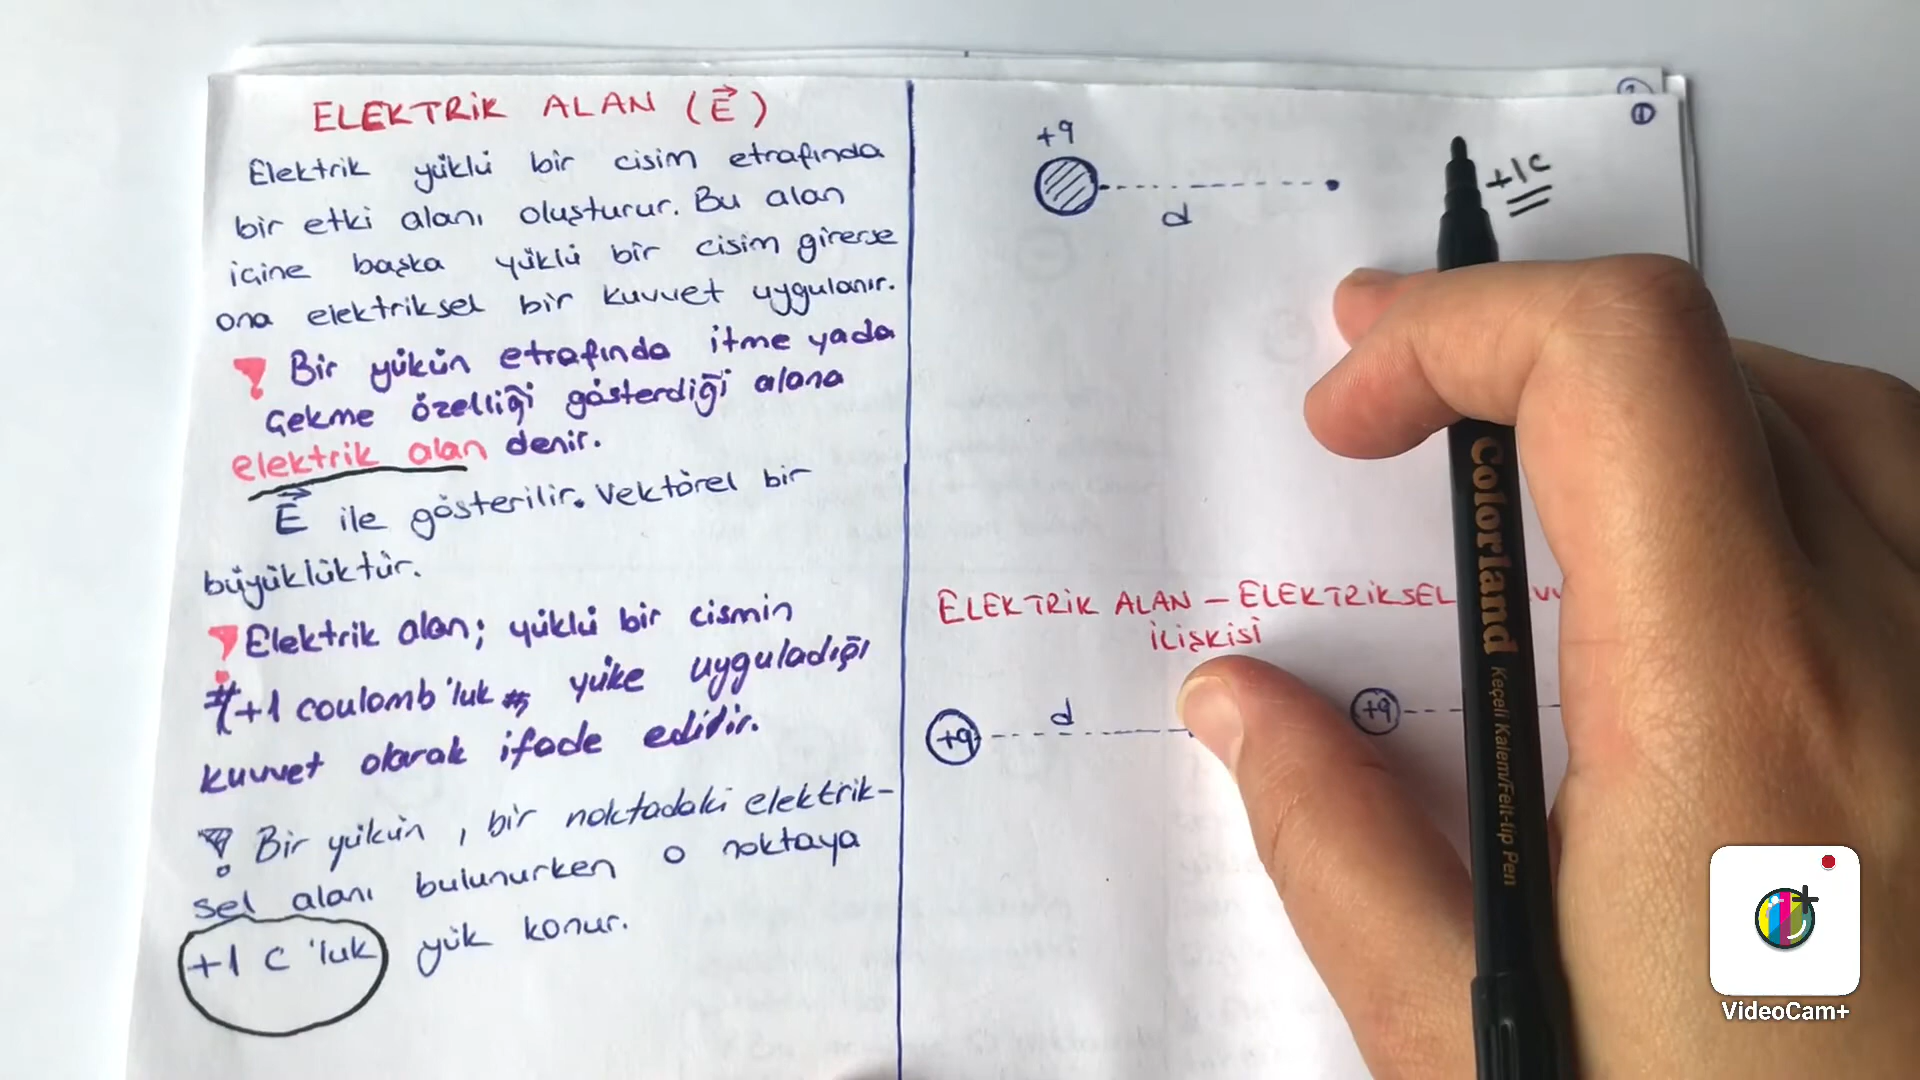 ELEKTRİK ALAN (E)
Elektrik yüklü bir cisim etrafında
bir etki alanı oluşturur. Bu alan
içine başka yüklü bir cisim girerse
ona elektriksel bir kuvvet uygulanır.
! Bir yükün etrafında itme yada
çekme özelliği gösterdiği alana
elektrik alan denir.
E ile gösterilir. Vektörel bir
büyüklüktür.
! Elektrik alan; yüklü bir cismin
+1 coulomb'luk yüke uyguladığı
kuvvet olarak ifade edilir.
! Bir yükün, bir noktadaki elektrik-
sel alanı bulunurken o noktaya
+1 C'luk yük konur.
1
+q
+1C
d
ELEKTRİK ALAN – ELEKTRİKSEL
İLİŞKİSİ
+q d
+q
Colorland
Keçeli Kalem/Felt-tip Pen
VideoCam+